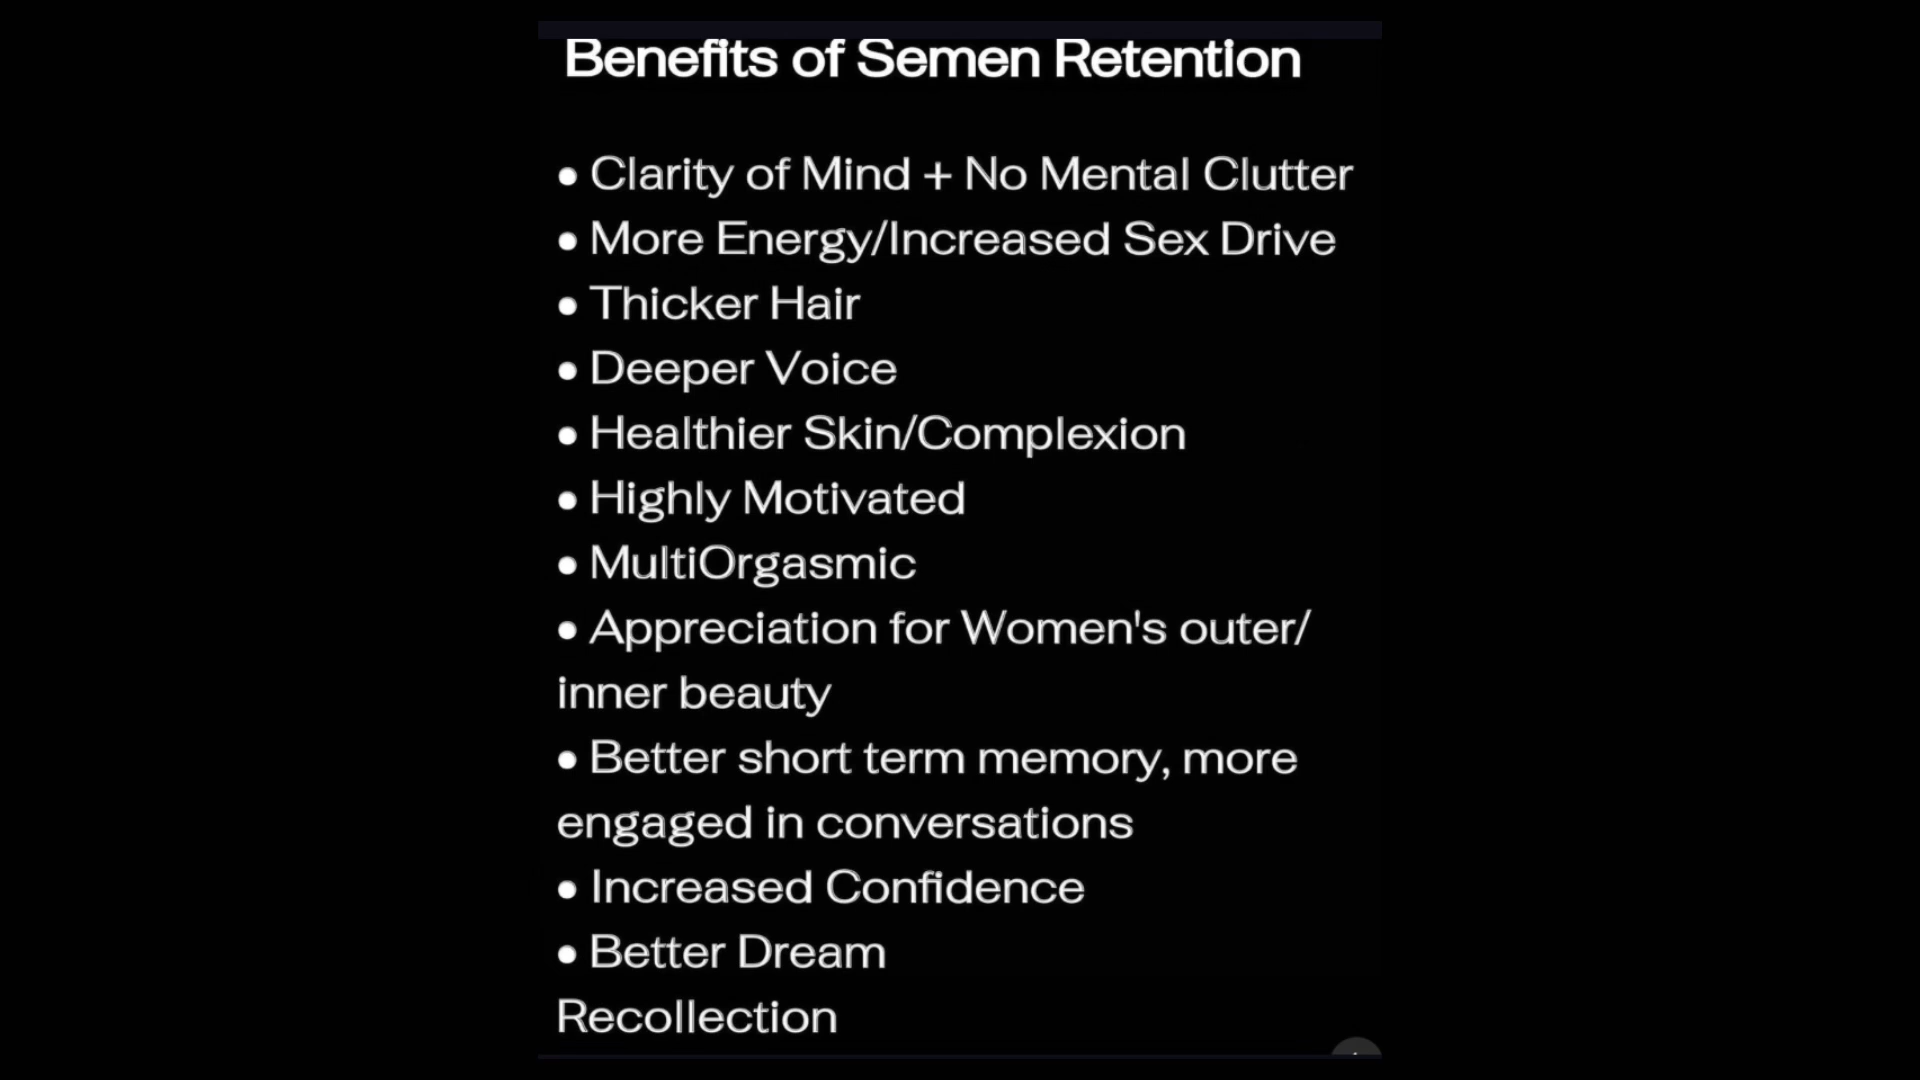 Benefits of Semen Retention
• Clarity of Mind + No Mental Clutter
• More Energy/Increased Sex Drive
• Thicker Hair
• Deeper Voice
• Healthier Skin/Complexion
• Highly Motivated
• MultiOrgasmic
• Appreciation for Women's outer/
inner beauty
• Better short term memory, more
engaged in conversations
• Increased Confidence
• Better Dream
Recollection